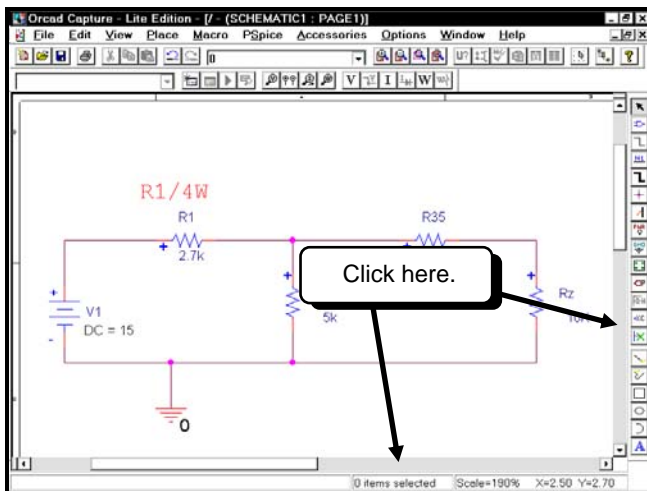 Orcad Capture - Lite Edition - [/ - (SCHEMATIC1 : PAGE1)]
File Edit View Place Macro PSpice Accessories Options Window Help
0
V I W
R1/4W
R1
2.7k
R35
Click here.
5k
Rz
V1
DC = 15
0
0 items selected Scale=190% X=2.50 Y=2.70